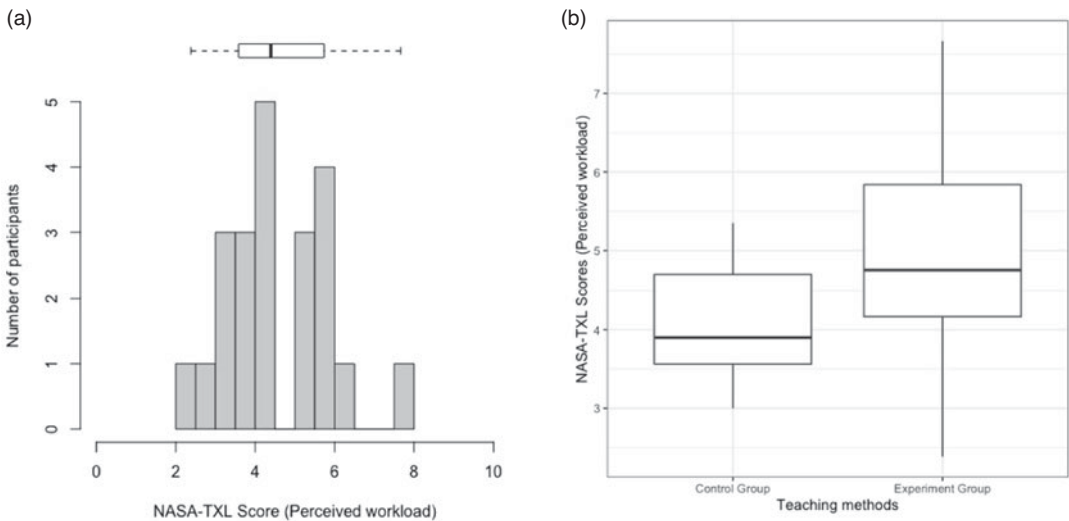 (a)
Number of participants
5
4
3
2
1
0
0 2 4 6 8 10
NASA-TXL Score (Perceived workload)
(b)
NASA-TXL Scores (Perceived workload)
7
6
5
4
3
Control Group Experiment Group
Teaching methods